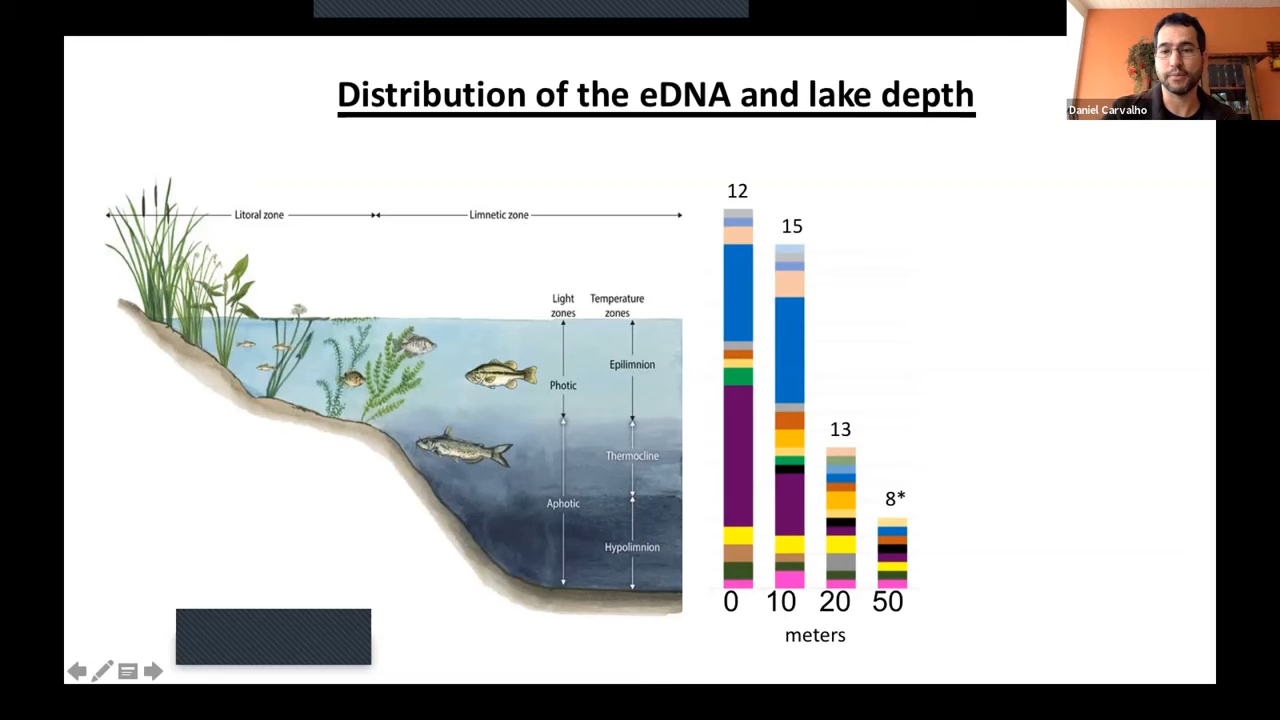 Distribution of the eDNA and lake depth
Daniel Carvalho
Litoral zone
Limnetic zone
Light zones
Temperature zones
Photic
Aphotic
Epilimnion
Thermocline
Hypolimnion
12
15
13
8*
0 10 20 50
meters